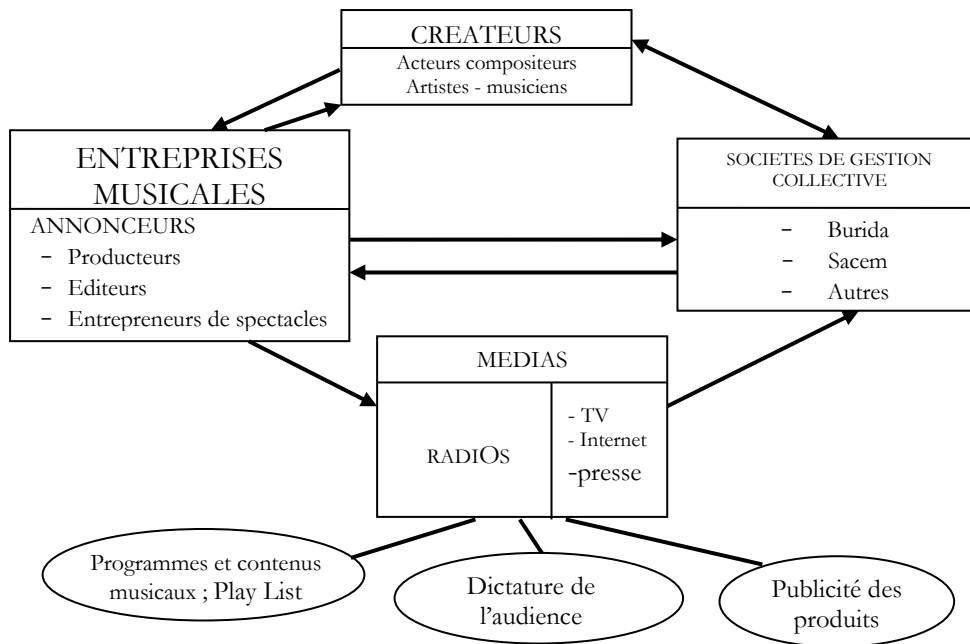 CREATEURS
Acteurs compositeurs
Artistes - musiciens
ENTREPRISES
MUSICALES
ANNONCEURS
- Producteurs
- Editeurs
- Entrepreneurs de spectacles
SOCIETES DE GESTION
COLLECTIVE
- Burida
- Sacem
- Autres
MEDIAS
RADIOS
- TV
- Internet
-presse
Programmes et contenus
musicaux ; Play List
Dictature de
l’audience
Publicité des
produits